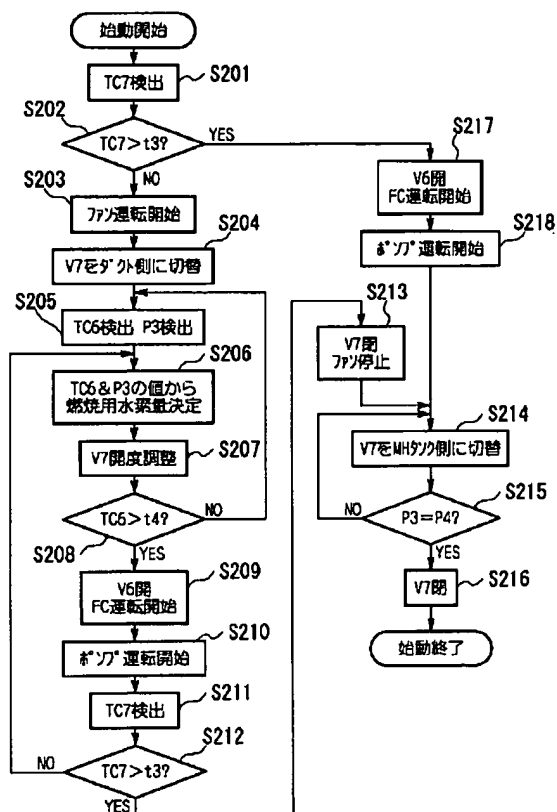 始動開始
S201
TC7検出
S202
TC7>t3?
YES
NO
S203
ファン運転開始
S204
V7をダクト側に切替
S205
TC6検出 P3検出
S206
TC6&P3の値から
燃焼用水素量決定
S207
V7開度調整
S208
TC6>t4?
NO
YES
S209
V6開
FC運転開始
S210
ポンプ運転開始
S211
TC7検出
S212
TC7>t3?
NO
YES
S217
V6開
FC運転開始
S218
ポンプ運転開始
S213
V7閉
ファン停止
S214
V7をMHタンク側に切替
S215
P3=P4?
NO
YES
S216
V7閉
始動終了